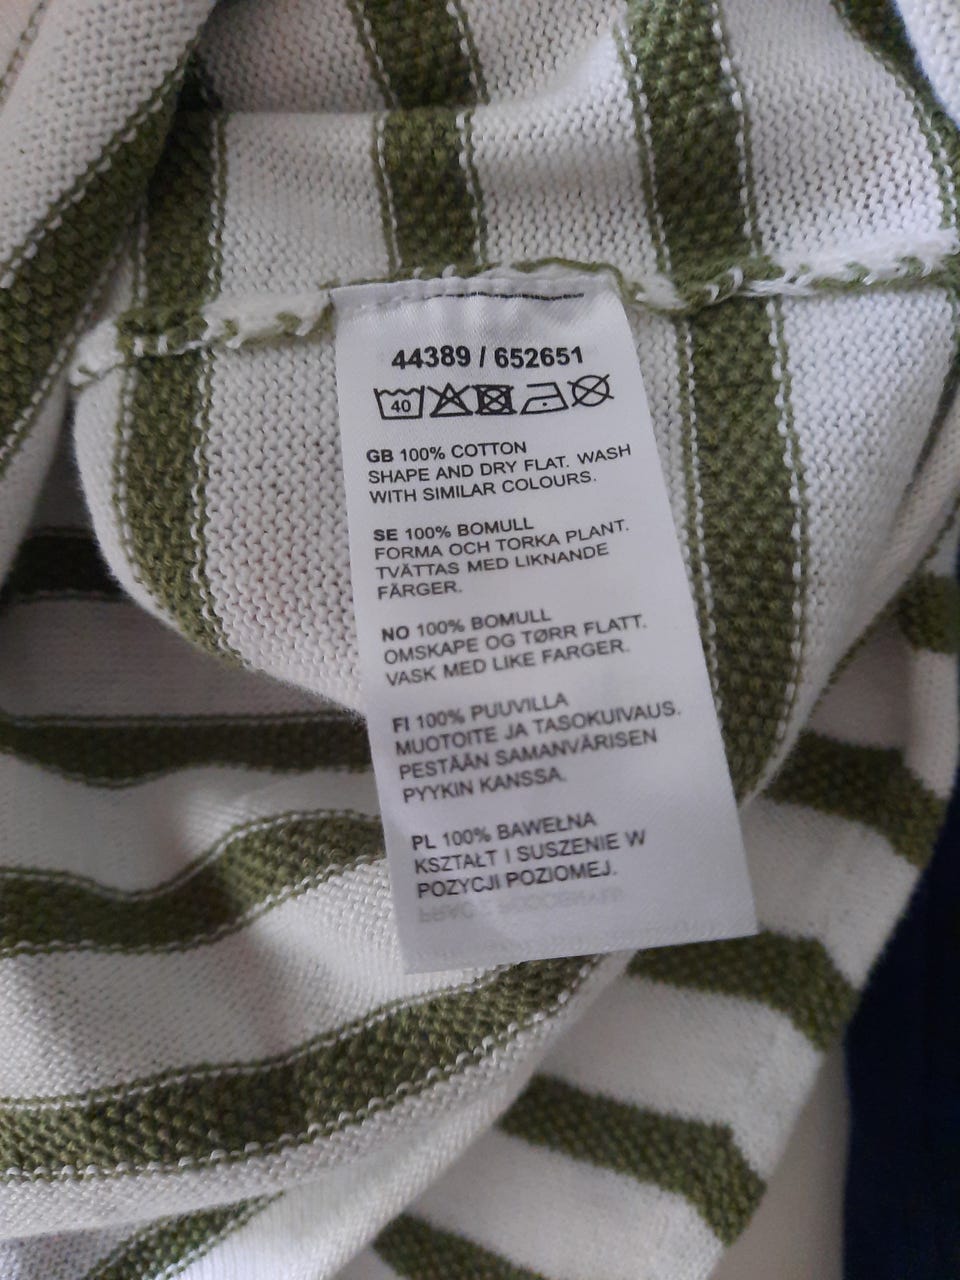 44389 / 652651
40
GB 100% COTTON
SHAPE AND DRY FLAT. WASH
WITH SIMILAR COLOURS.
SE 100% BOMULL
FORMA OCH TORKA PLANT.
TVÄTTAS MED LIKNANDE
FÄRGER.
NO 100% BOMULL
OMSKAPE OG TØRR FLATT.
VASK MED LIKE FARGER.
FI 100% PUUVILLA
MUOTOITE JA TASOKUIVAUS.
PESTÄÄN SAMANVÄRISEN
PYYKIN KANSSA.
PL 100% BAWEŁNA
KSZTAŁT I SUSZENIE W
POZYCJI POZIOMEJ.